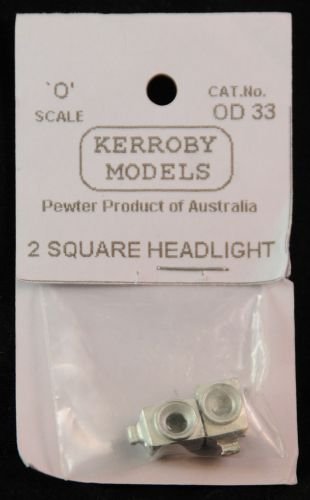 'O' CAT.No.
SCALE OD 33
KERROBY
MODELS
Pewter Product of Australia
2 SQUARE HEADLIGHT